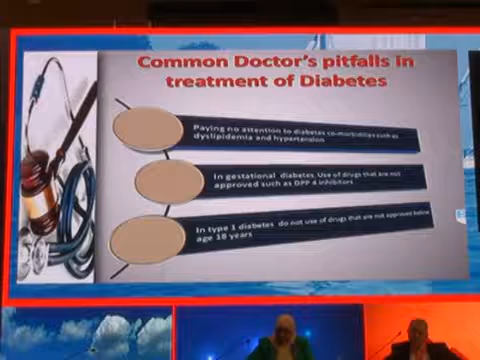 Common Doctor's pitfalls in
treatment of Diabetes
Paying no attention to diabetes co-morbidities such as
dyslipidemia and hypertension
In gestational diabetes, Use of drugs that are not
approved such as DPP 4 inhibitors
In type 1 diabetes do not use of drugs that are not approved below
age 18 years